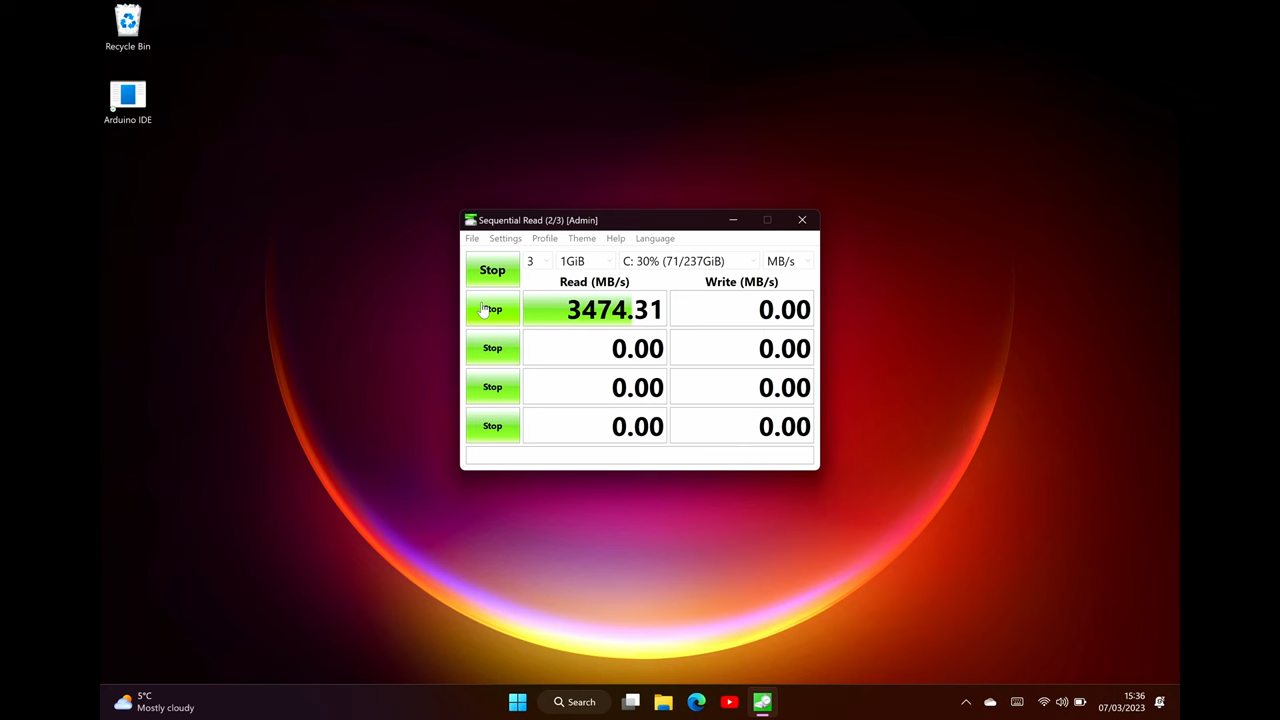 Recycle Bin
Arduino IDE
Sequential Read (2/3) [Admin]
File Settings Profile Theme Help Language
Stop 3 1GiB C: 30% (71/237GiB) MB/s
Read (MB/s) Write (MB/s)
3474.31 0.00
Stop 0.00 0.00
Stop 0.00 0.00
Stop 0.00 0.00
5°C
Mostly cloudy
Search
15:36
07/03/2023